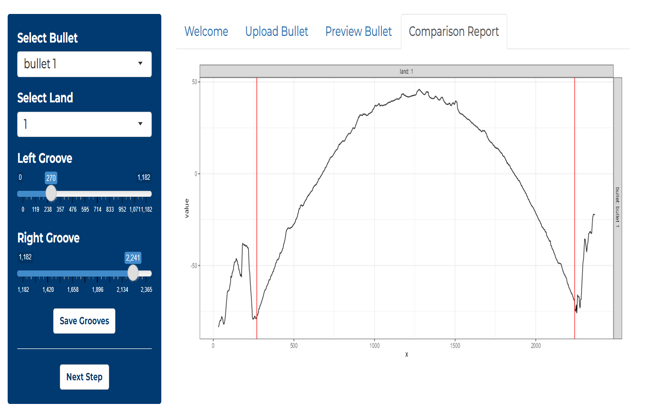 Select Bullet
bullet 1
Select Land
1
Left Groove
0 270 1,182
0 119 238 357 476 595 714 833 952 1,071 1,182
Right Groove
1,182 2,241
1,182 1,420 1,658 1,896 2,134 2,365
Save Grooves
Next Step
Welcome Upload Bullet Preview Bullet Comparison Report
land: 1
50
0
-50
value
0 500 1000 1500 2000
x